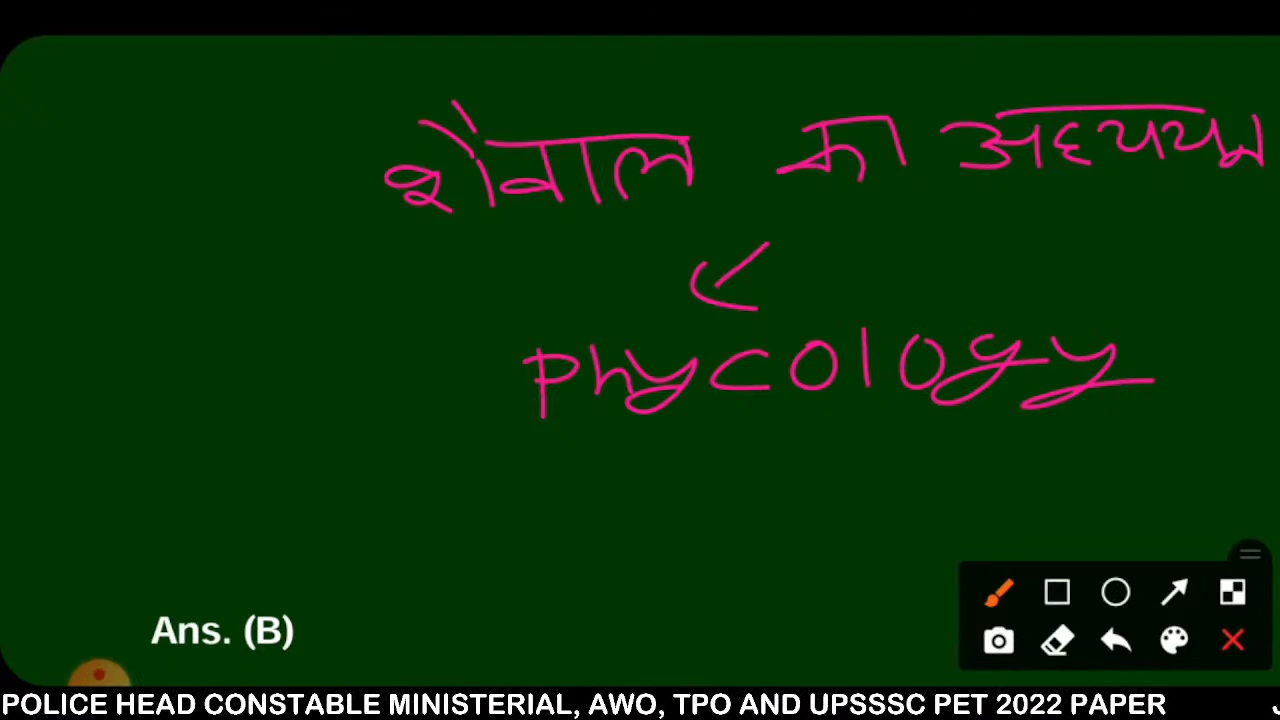 शैवाल का अध्ययन
Phycology
Ans. (B)
POLICE HEAD CONSTABLE MINISTERIAL, AWO, TPO AND UPSSSC PET 2022 PAPER